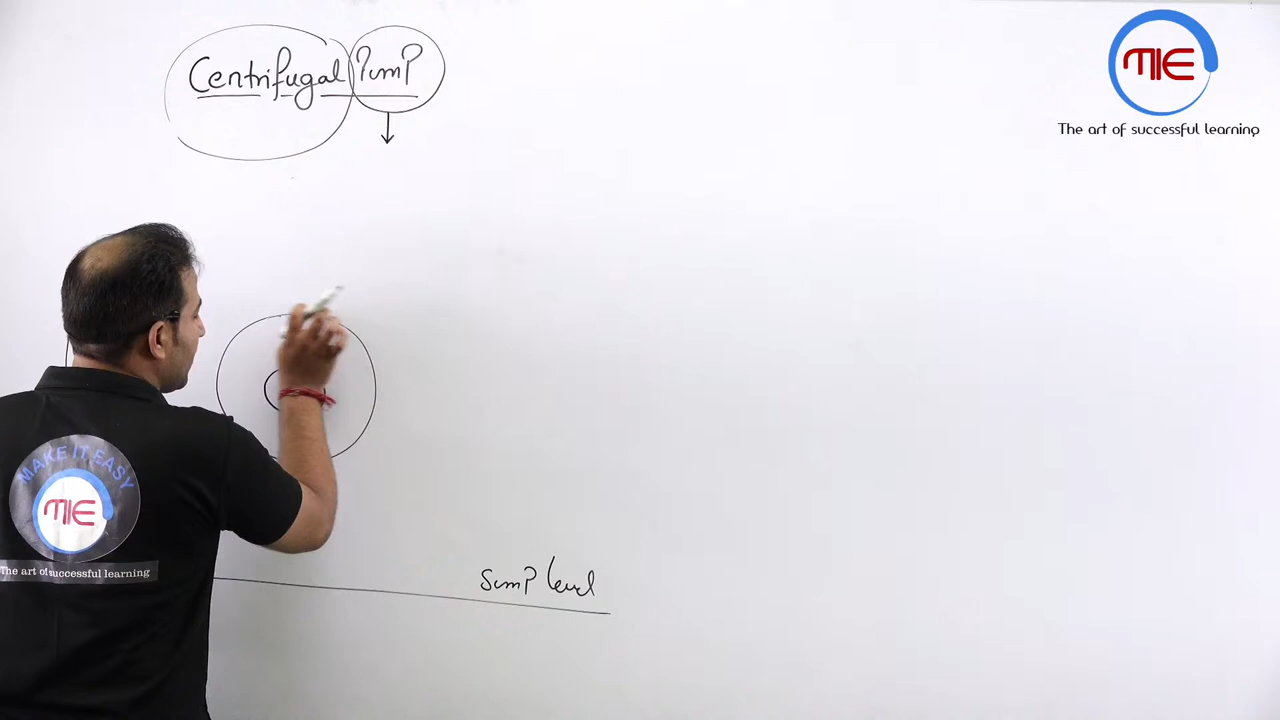 Centrifugal PumP
MIE
The art of successful learning
MAKE IT EASY
MIE
The art of successful learning
SumP level